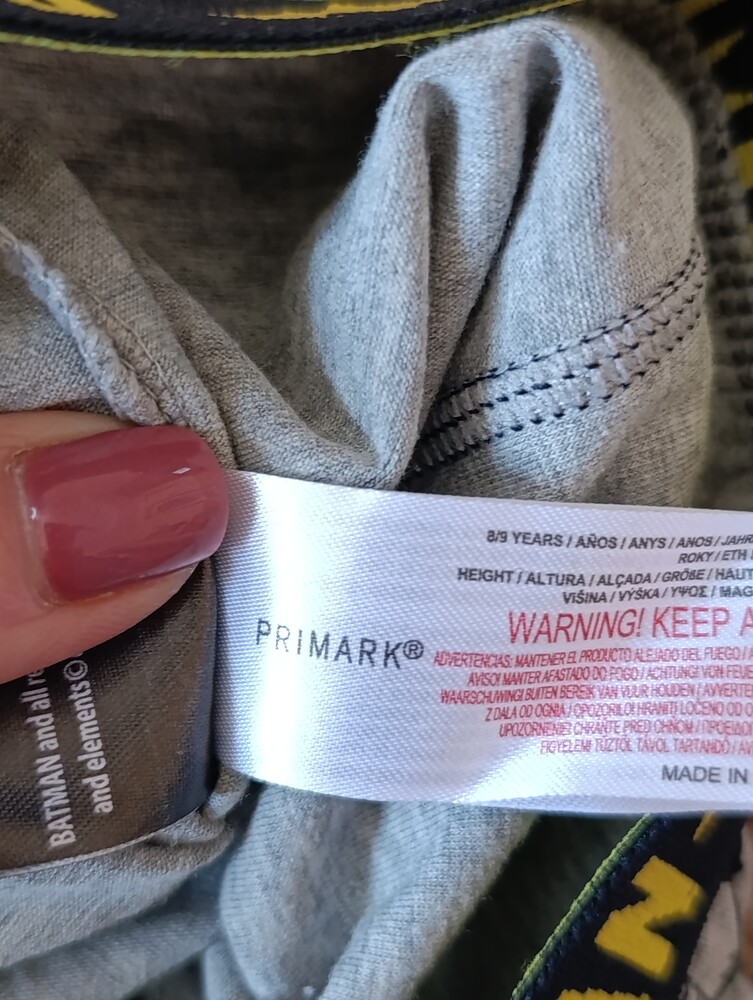 8/9 YEARS / AÑOS / ANYS / ANOS / JAHR
ROKY / ETH
HEIGHT / ALTURA / ALÇADA / GRÖßE / HAUT
VIŠINA / VÝŠKA / ΥΨΟΣ / MAG
WARNING! KEEP A
PRIMARK®
ADVERTENCIAS: MANTENER EL PRODUCTO ALEJADO DEL FUEGO /
AVISO! MANTER AFASTADO DO FOGO / ACHTUNG! VON FEUE
WAARSCHUWING! BUITEN BEREIK VAN VUUR HOUDEN / AVVERTE
Z DALA OD OGNIA / OPOZORILO! HRANITI LOČENO OD O
UPOZORNENIE! CHRÁŇTE PRED OHŇOM / ΠΡΟΕΙΔΟ
FIGYELEM! TŰZTŐL TÁVOL TARTANDÓ / AV
MADE IN
BATMAN and all re
and elements©
N